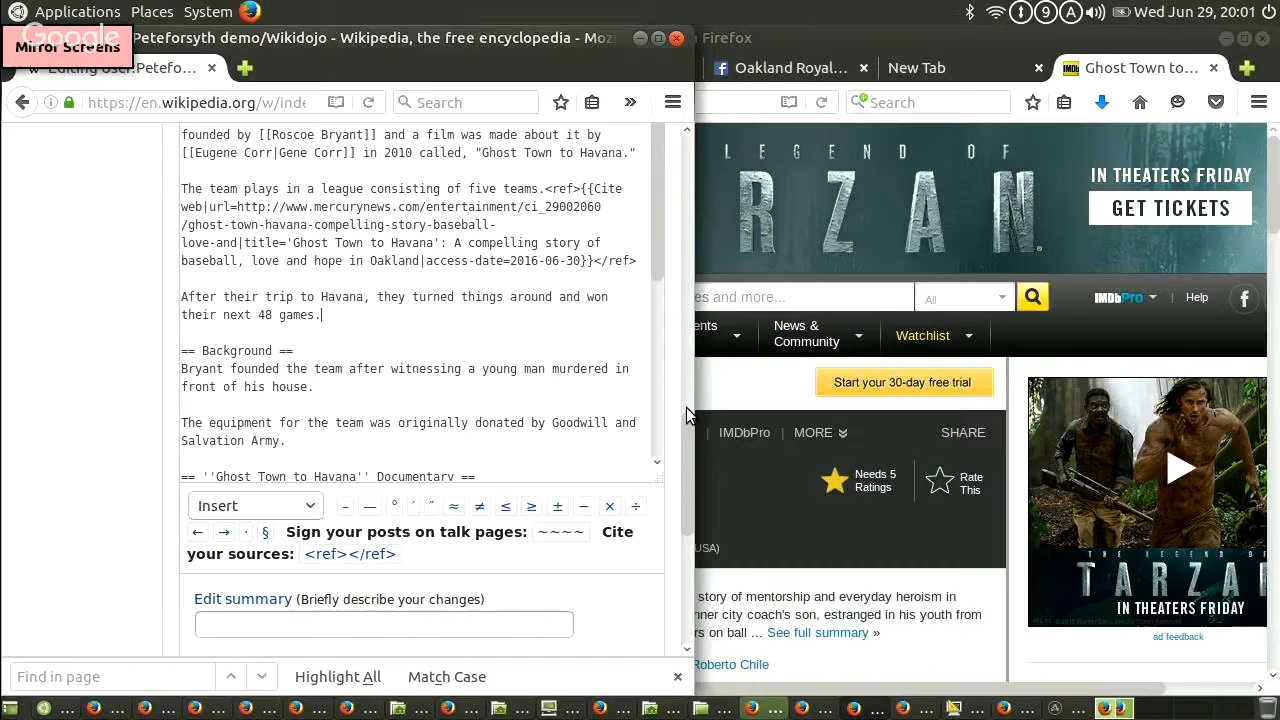 Applications Places System
9 A Wed Jun 29, 20:01
Google
Mirror Screens
Peteforsyth demo/Wikidojo - Wikipedia, the free encyclopedia - Moz
Firefox
Editing User:Petefo...
Oakland Royal...
New Tab
IMDb Ghost Town to...
https://en.wikipedia.org/w/inde
Search
Search
founded by [[Roscoe Bryant]] and a film was made about it by
[[Eugene Corr|Gene Corr]] in 2010 called, "Ghost Town to Havana."
The team plays in a league consisting of five teams.<ref>{{Cite
web|url=http://www.mercurynews.com/entertainment/ci_29002060
/ghost-town-havana-compelling-story-baseball-
love-and|title='Ghost Town to Havana': A compelling story of
baseball, love and hope in Oakland|access-date=2016-06-30}}</ref>
After their trip to Havana, they turned things around and won
their next 48 games.
== Background ==
Bryant founded the team after witnessing a young man murdered in
front of his house.
The equipment for the team was originally donated by Goodwill and
Salvation Army.
== ''Ghost Town to Havana'' Documentary ==
Insert
– — ° ′ ″ ≈ ≠ ≤ ≥ ± − × ÷
← → · § Sign your posts on talk pages: ~~~~ Cite
your sources: <ref></ref>
Edit summary (Briefly describe your changes)
Find in page
Highlight All
Match Case
LEGEND OF
RZAN
IN THEATERS FRIDAY
GET TICKETS
es and more...
All
IMDbPro
Help
ents
News &
Community
Watchlist
Start your 30-day free trial
IMDbPro | MORE
SHARE
Needs 5
Ratings
Rate
This
USA)
story of mentorship and everyday heroism in
nner city coach's son, estranged in his youth from
rs on ball ... See full summary »
Roberto Chile
THE LEGEND OF
TARZAN
IN THEATERS FRIDAY
ad feedback